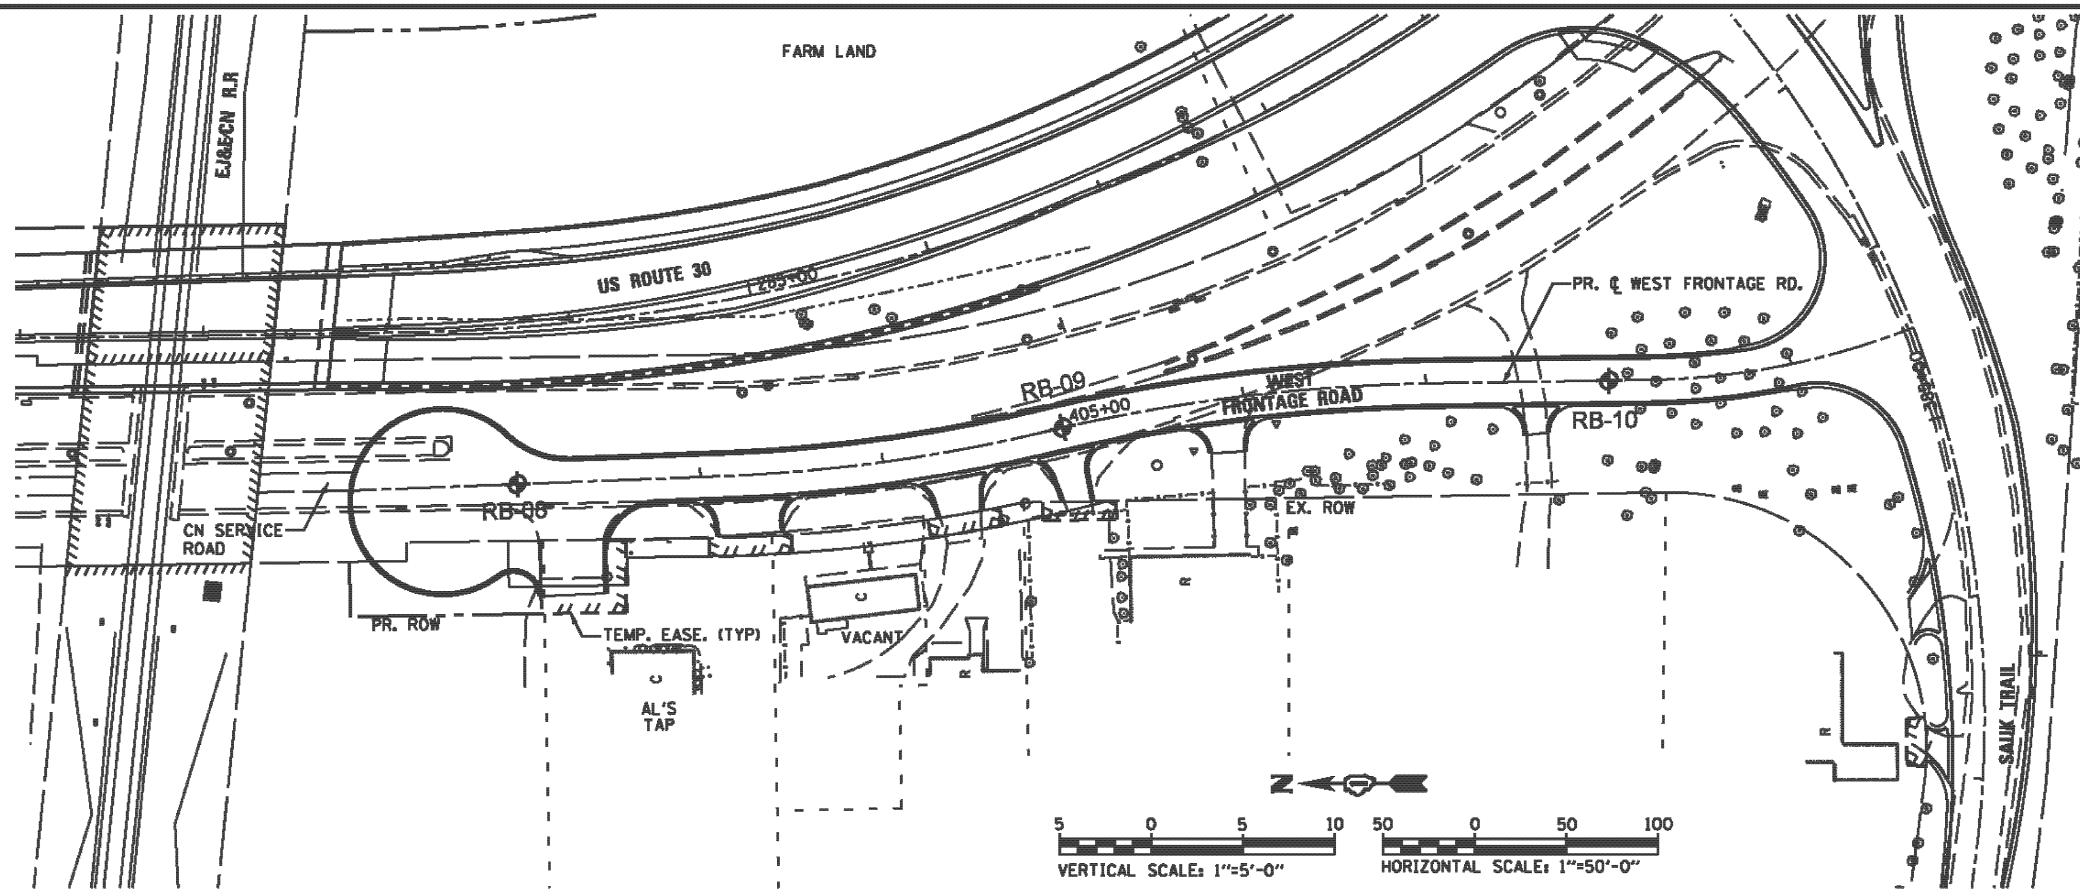 FARM LAND
EJ&E/CN R.R
US ROUTE 30
285+00
PR. ℄ WEST FRONTAGE RD.
RB-09
405+00
WEST
FRONTAGE ROAD
RB-10
RB-08
CN SERVICE
ROAD
EX. ROW
PR. ROW
TEMP. EASE. (TYP)
C
VACANT
R
R
C
AL'S
TAP
R
SAUK TRAIL
N
5 0 5 10
VERTICAL SCALE: 1"=5'-0"
50 0 50 100
HORIZONTAL SCALE: 1"=50'-0"